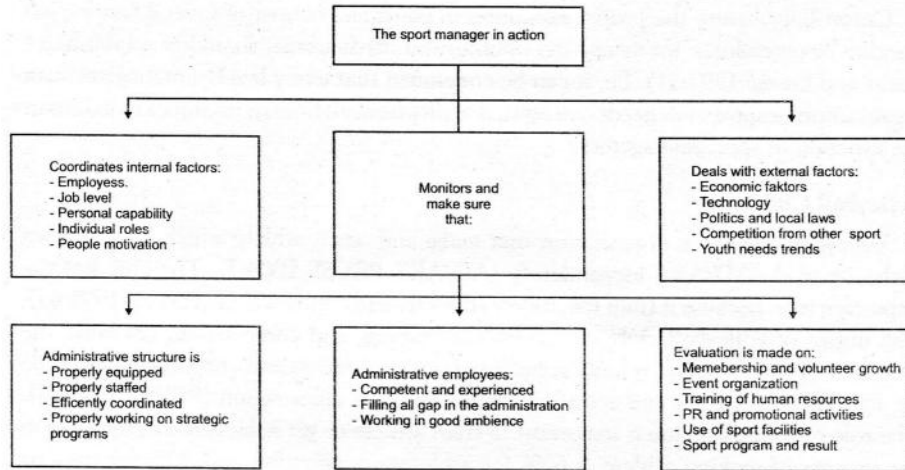 The sport manager in action
Coordinates internal factors:
- Employess.
- Job level
- Personal capability
- Individual roles
- People motivation
Monitors and
make sure
that:
Deals with external factors:
- Economic faktors
- Technology
- Politics and local laws
- Competition from other sport
- Youth needs trends
Administrative structure is
- Properly equipped
- Properly staffed
- Efficently coordinated
- Properly working on strategic
programs
Administrative employees:
- Competent and experienced
- Filling all gap in the administration
- Working in good ambience
Evaluation is made on:
- Memebership and volunteer growth
- Event organization
- Training of human resources
- PR and promotional activities
- Use of sport facilities
- Sport program and result